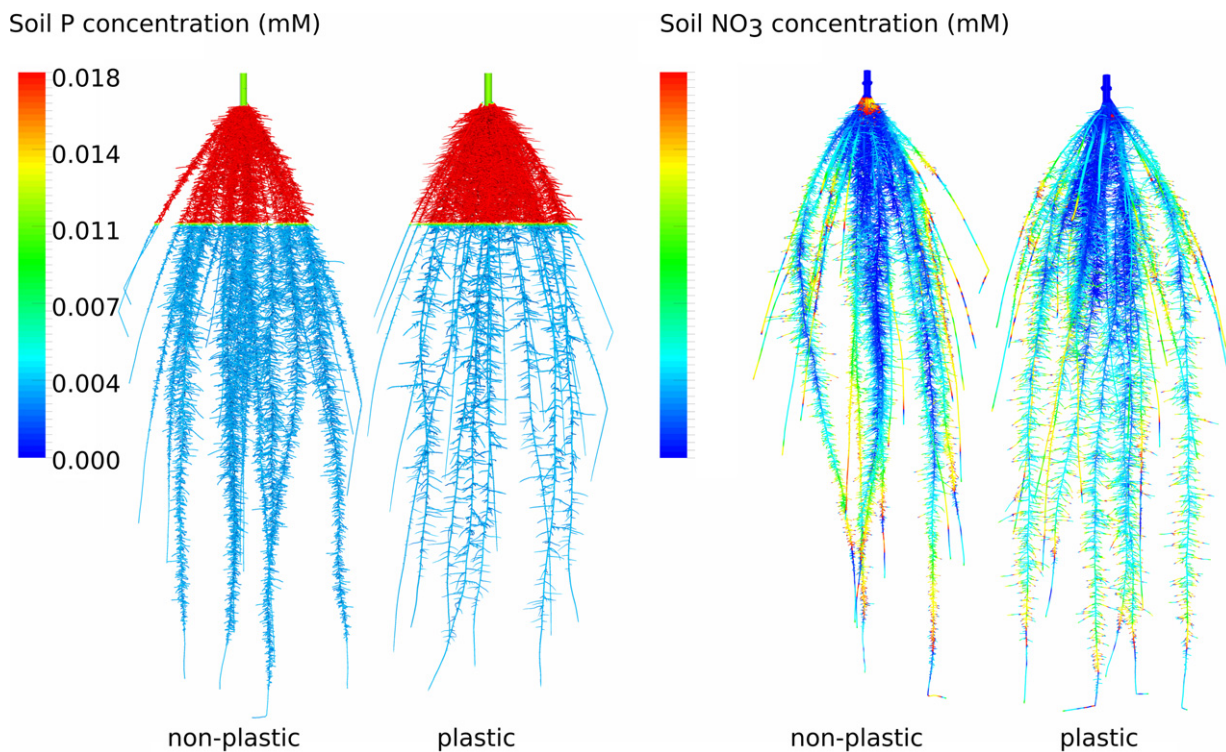 Soil P concentration (mM)
Soil NO3 concentration (mM)
0.018
0.014
0.011
0.007
0.004
0.000
non-plastic
plastic
non-plastic
plastic